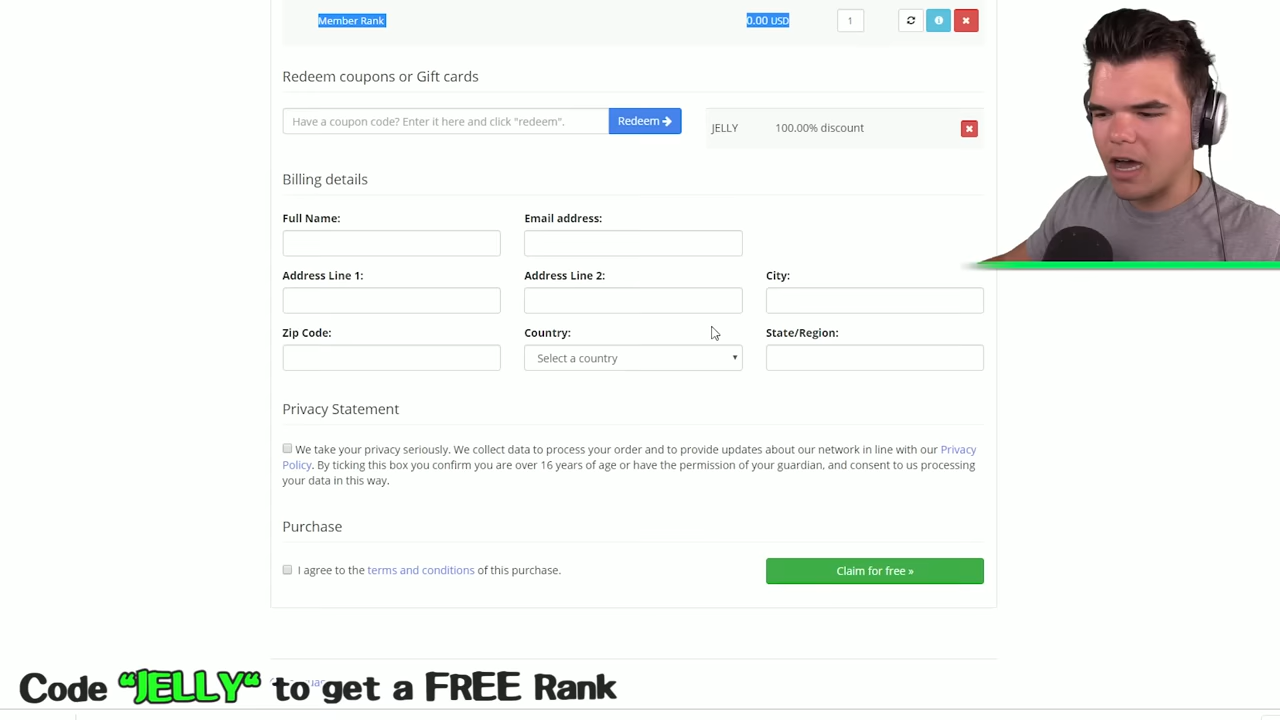 Member Rank 0.00 USD 1
Redeem coupons or Gift cards
Have a coupon code? Enter it here and click "redeem". Redeem JELLY 100.00% discount
Billing details
Full Name: Email address:
Address Line 1: Address Line 2: City:
Zip Code: Country: State/Region:
Select a country
Privacy Statement
We take your privacy seriously. We collect data to process your order and to provide updates about our network in line with our Privacy
Policy. By ticking this box you confirm you are over 16 years of age or have the permission of your guardian, and consent to us processing
your data in this way.
Purchase
I agree to the terms and conditions of this purchase. Claim for free »
Code "JELLY" to get a FREE Rank